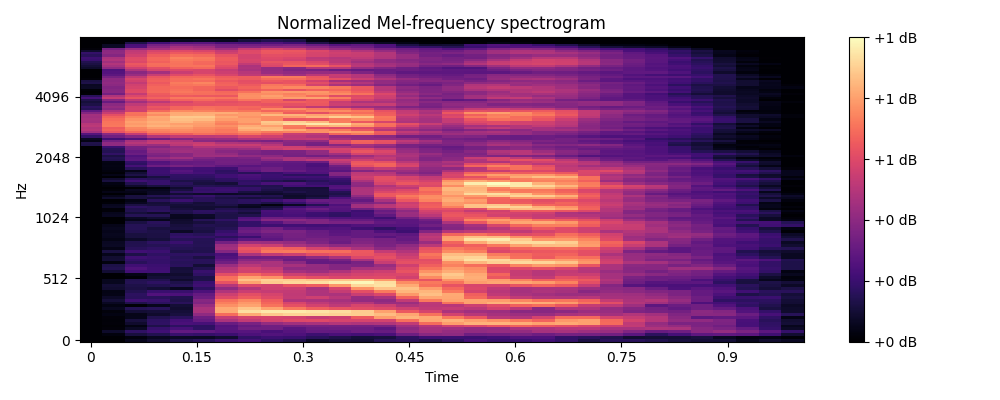 Normalized Mel-frequency spectrogram
Hz
4096
2048
1024
512
0
0 0.15 0.3 0.45 0.6 0.75 0.9
Time
+1 dB
+1 dB
+1 dB
+0 dB
+0 dB
+0 dB